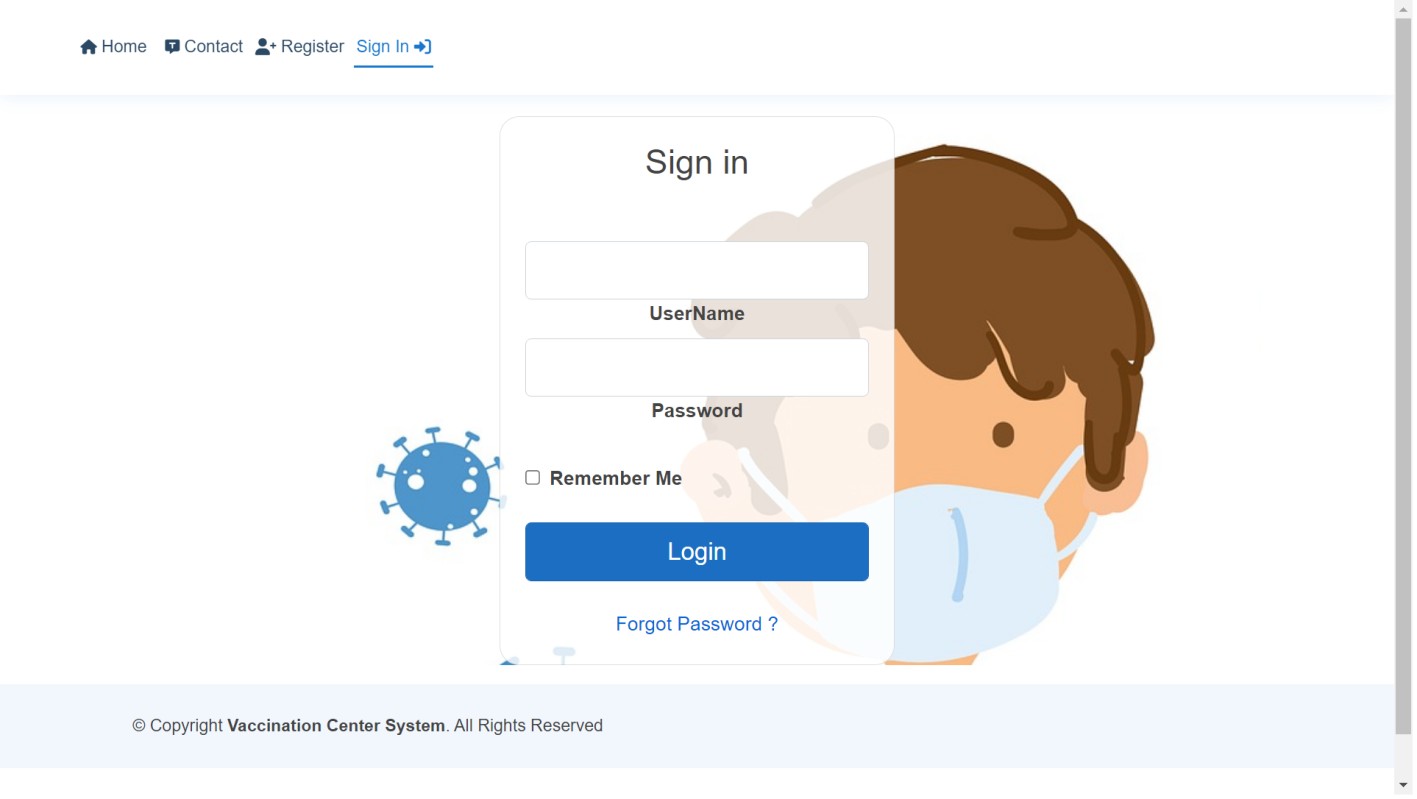 Home Contact Register Sign In
Sign in
UserName
Password
Remember Me
Login
Forgot Password ?
© Copyright Vaccination Center System. All Rights Reserved